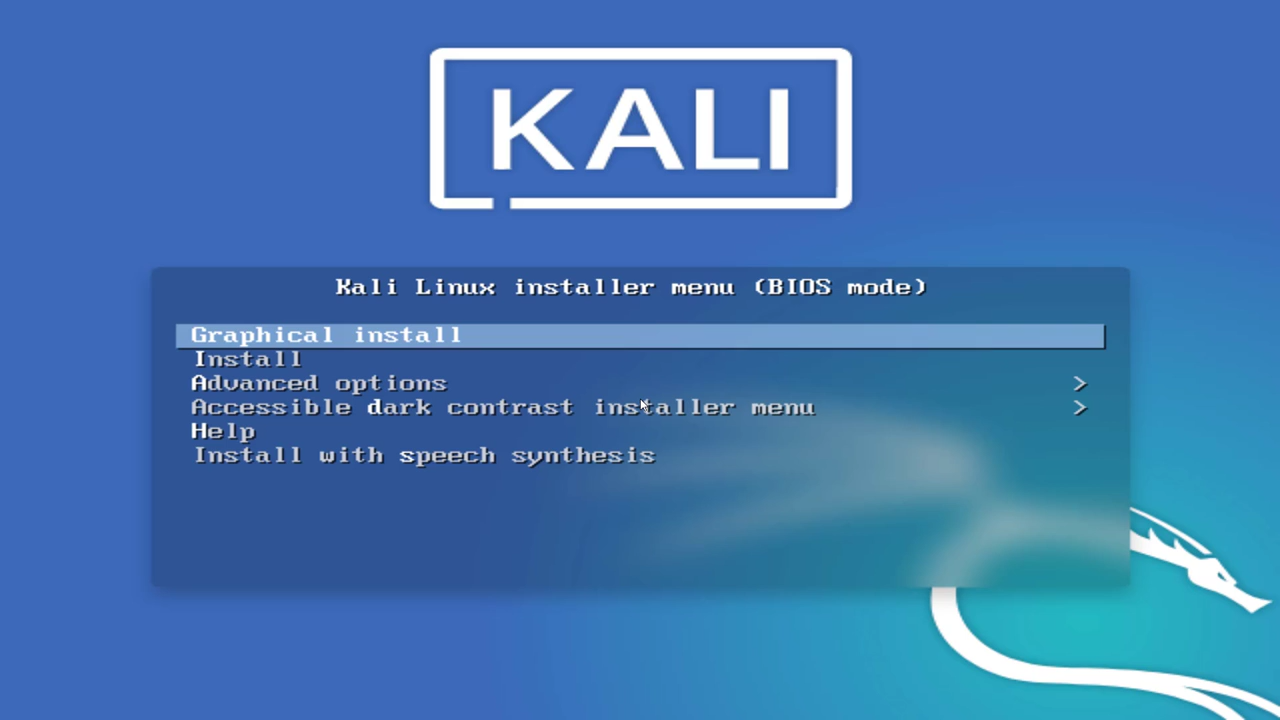 KALI
Kali Linux installer menu (BIOS mode)
Graphical install
Install
Advanced options >
Accessible dark contrast installer menu >
Help
Install with speech synthesis